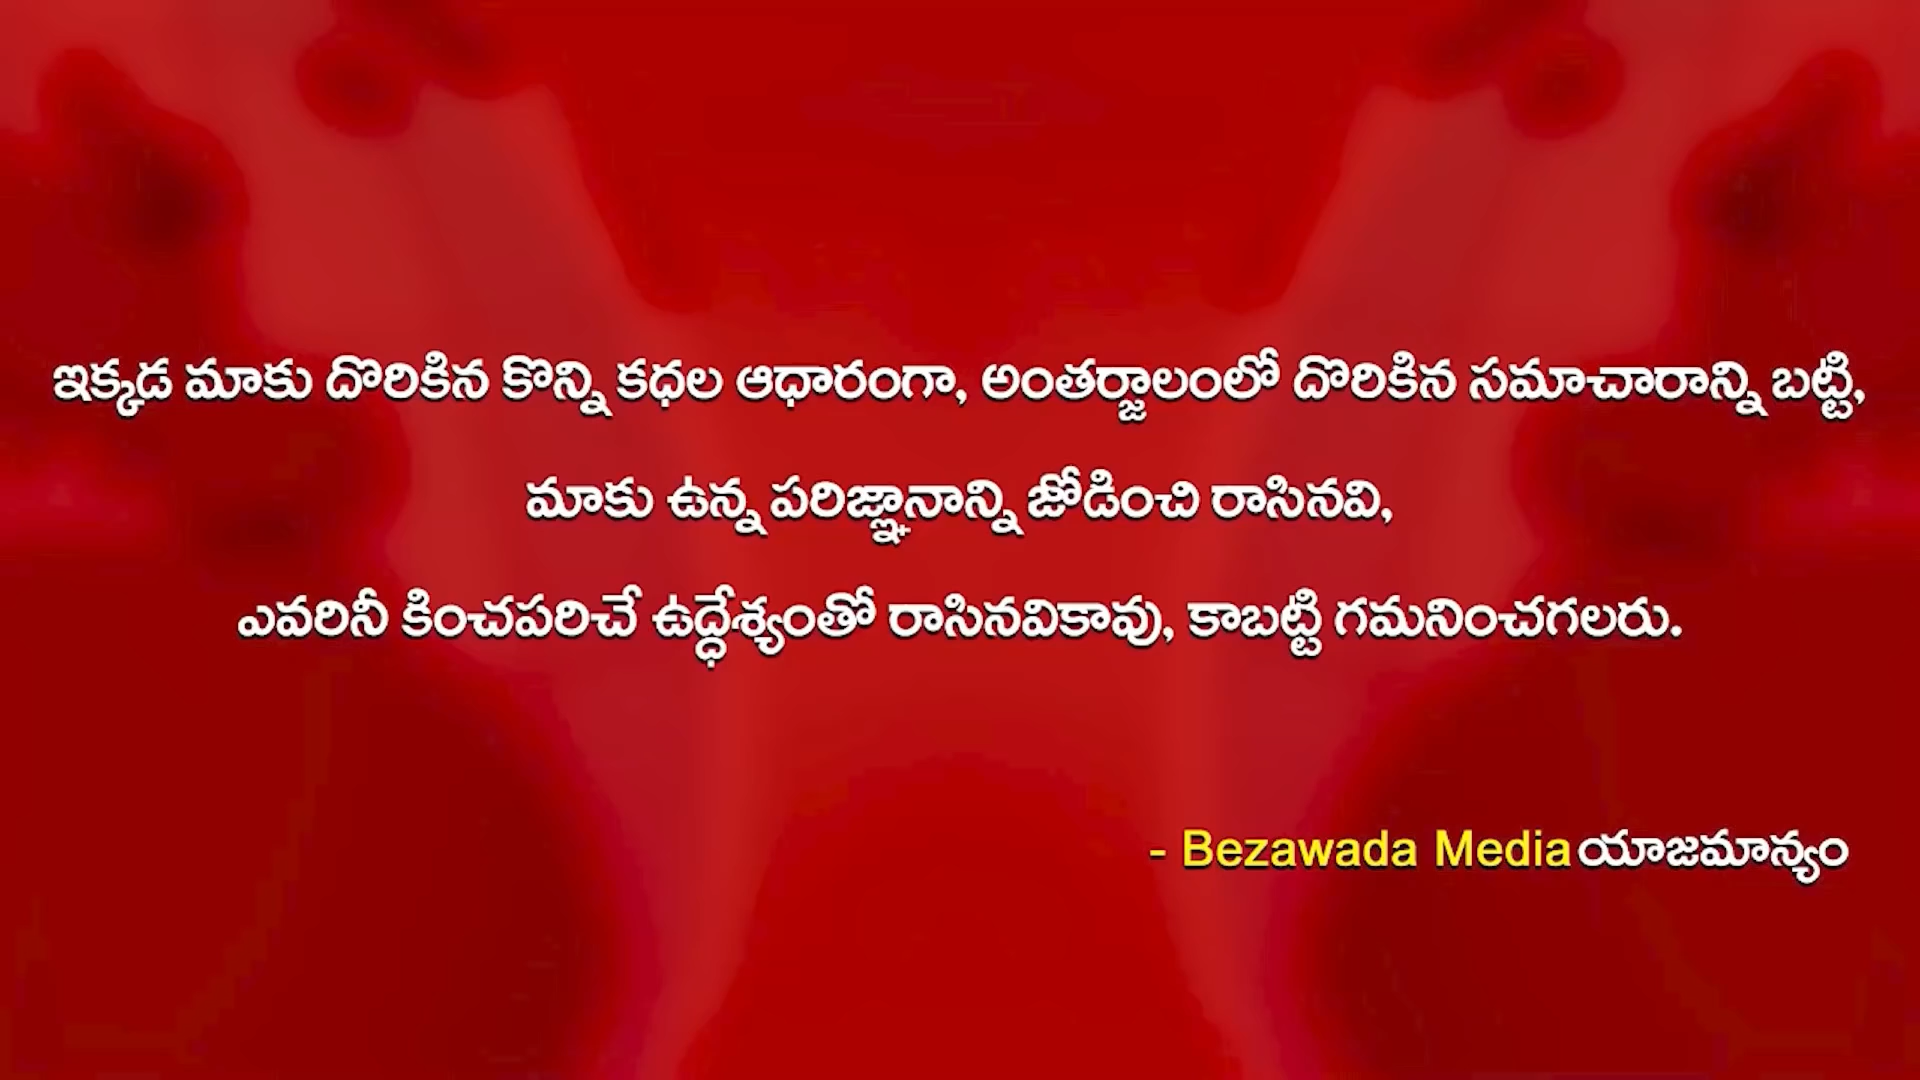 ఇక్కడ మాకు దొరికిన కొన్ని కధల ఆధారంగా, అంతర్జాలంలో దొరికిన సమాచారాన్ని బట్టి,
మాకు ఉన్న పరిజ్ఞానాన్ని జోడించి రాసినవి,
ఎవరినీ కించపరిచే ఉద్ధేశ్యంతో రాసినవికావు, కాబట్టి గమనించగలరు.
- Bezawada Media యాజమాన్యం